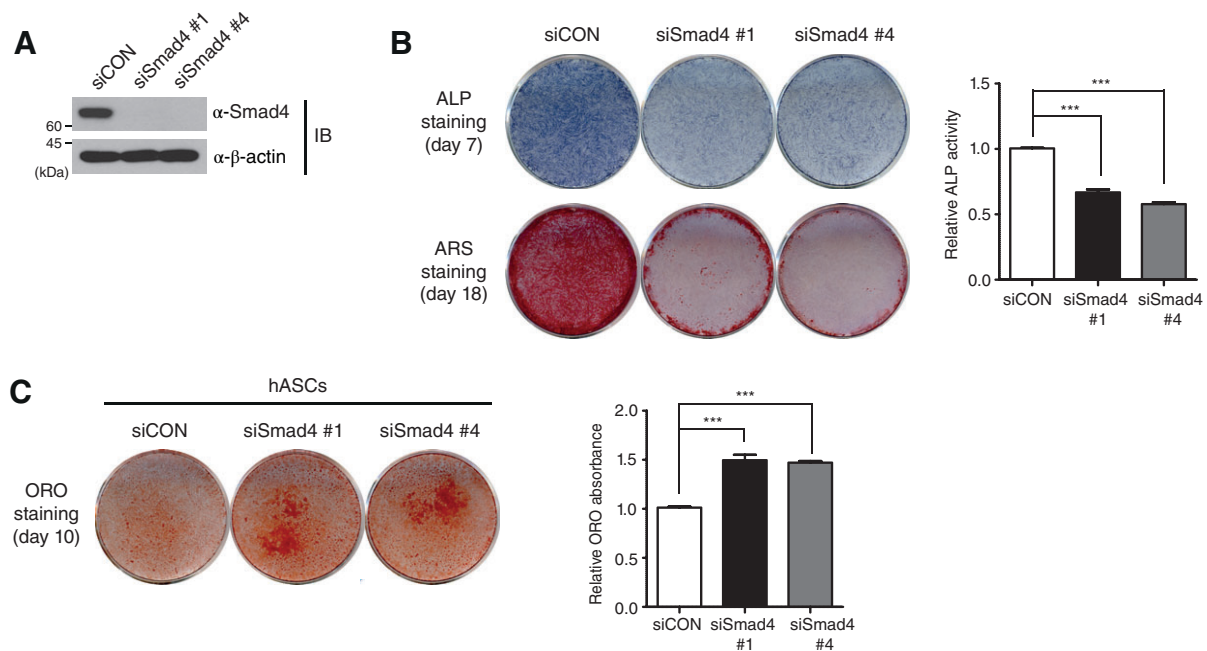 A
siCON
siSmad4 #1
siSmad4 #4
α-Smad4
60
45
α-β-actin
(kDa)
IB
B
siCON
siSmad4 #1
siSmad4 #4
ALP
staining
(day 7)
ARS
staining
(day 18)
Relative ALP activity
1.5
1.0
0.5
0.0
***
***
siCON
siSmad4
#1
siSmad4
#4
C
hASCs
siCON
siSmad4 #1
siSmad4 #4
ORO
staining
(day 10)
Relative ORO absorbance
2.0
1.5
1.0
0.5
0.0
***
***
siCON
siSmad4
#1
siSmad4
#4